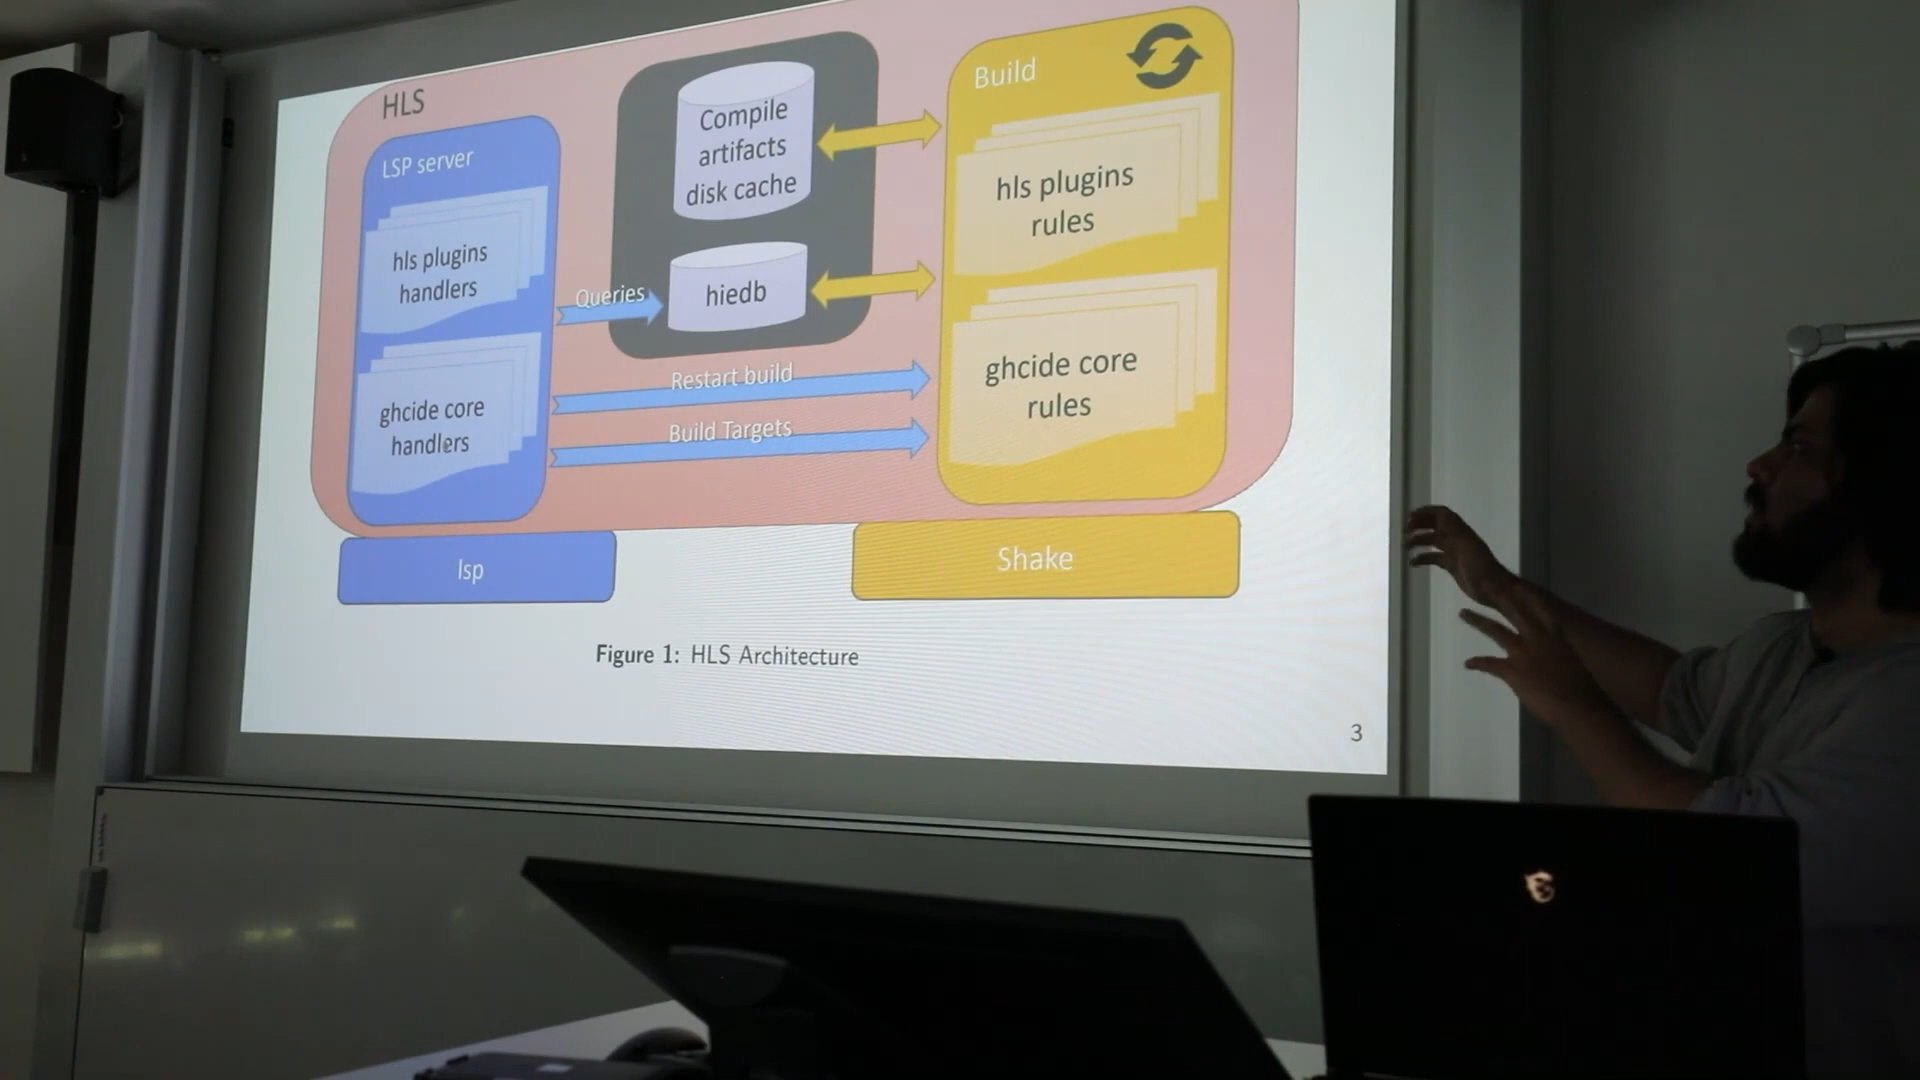 HLS
LSP server
hls plugins
handlers
ghcide core
handlers
Compile
artifacts
disk cache
hiedb
Queries
Restart build
Build Targets
Build
hls plugins
rules
ghcide core
rules
lsp
Shake
Figure 1: HLS Architecture
3